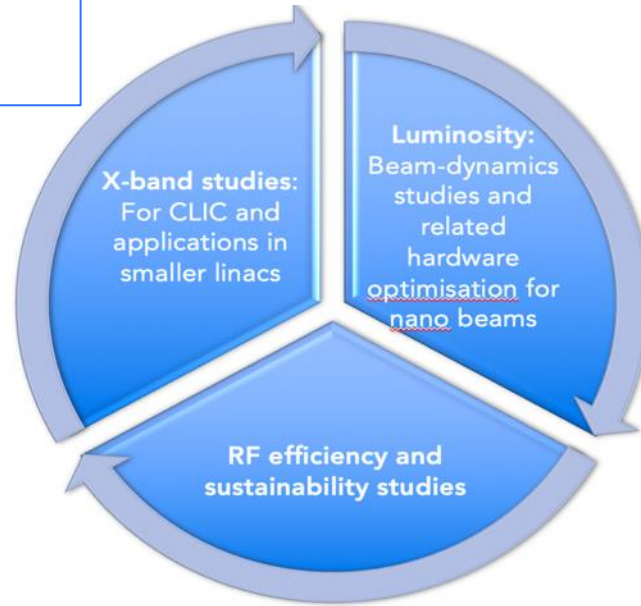 X-band studies:
For CLIC and
applications in
smaller linacs
Luminosity:
Beam-dynamics
studies and
related
hardware
optimisation for
nano beams
RF efficiency and
sustainability studies